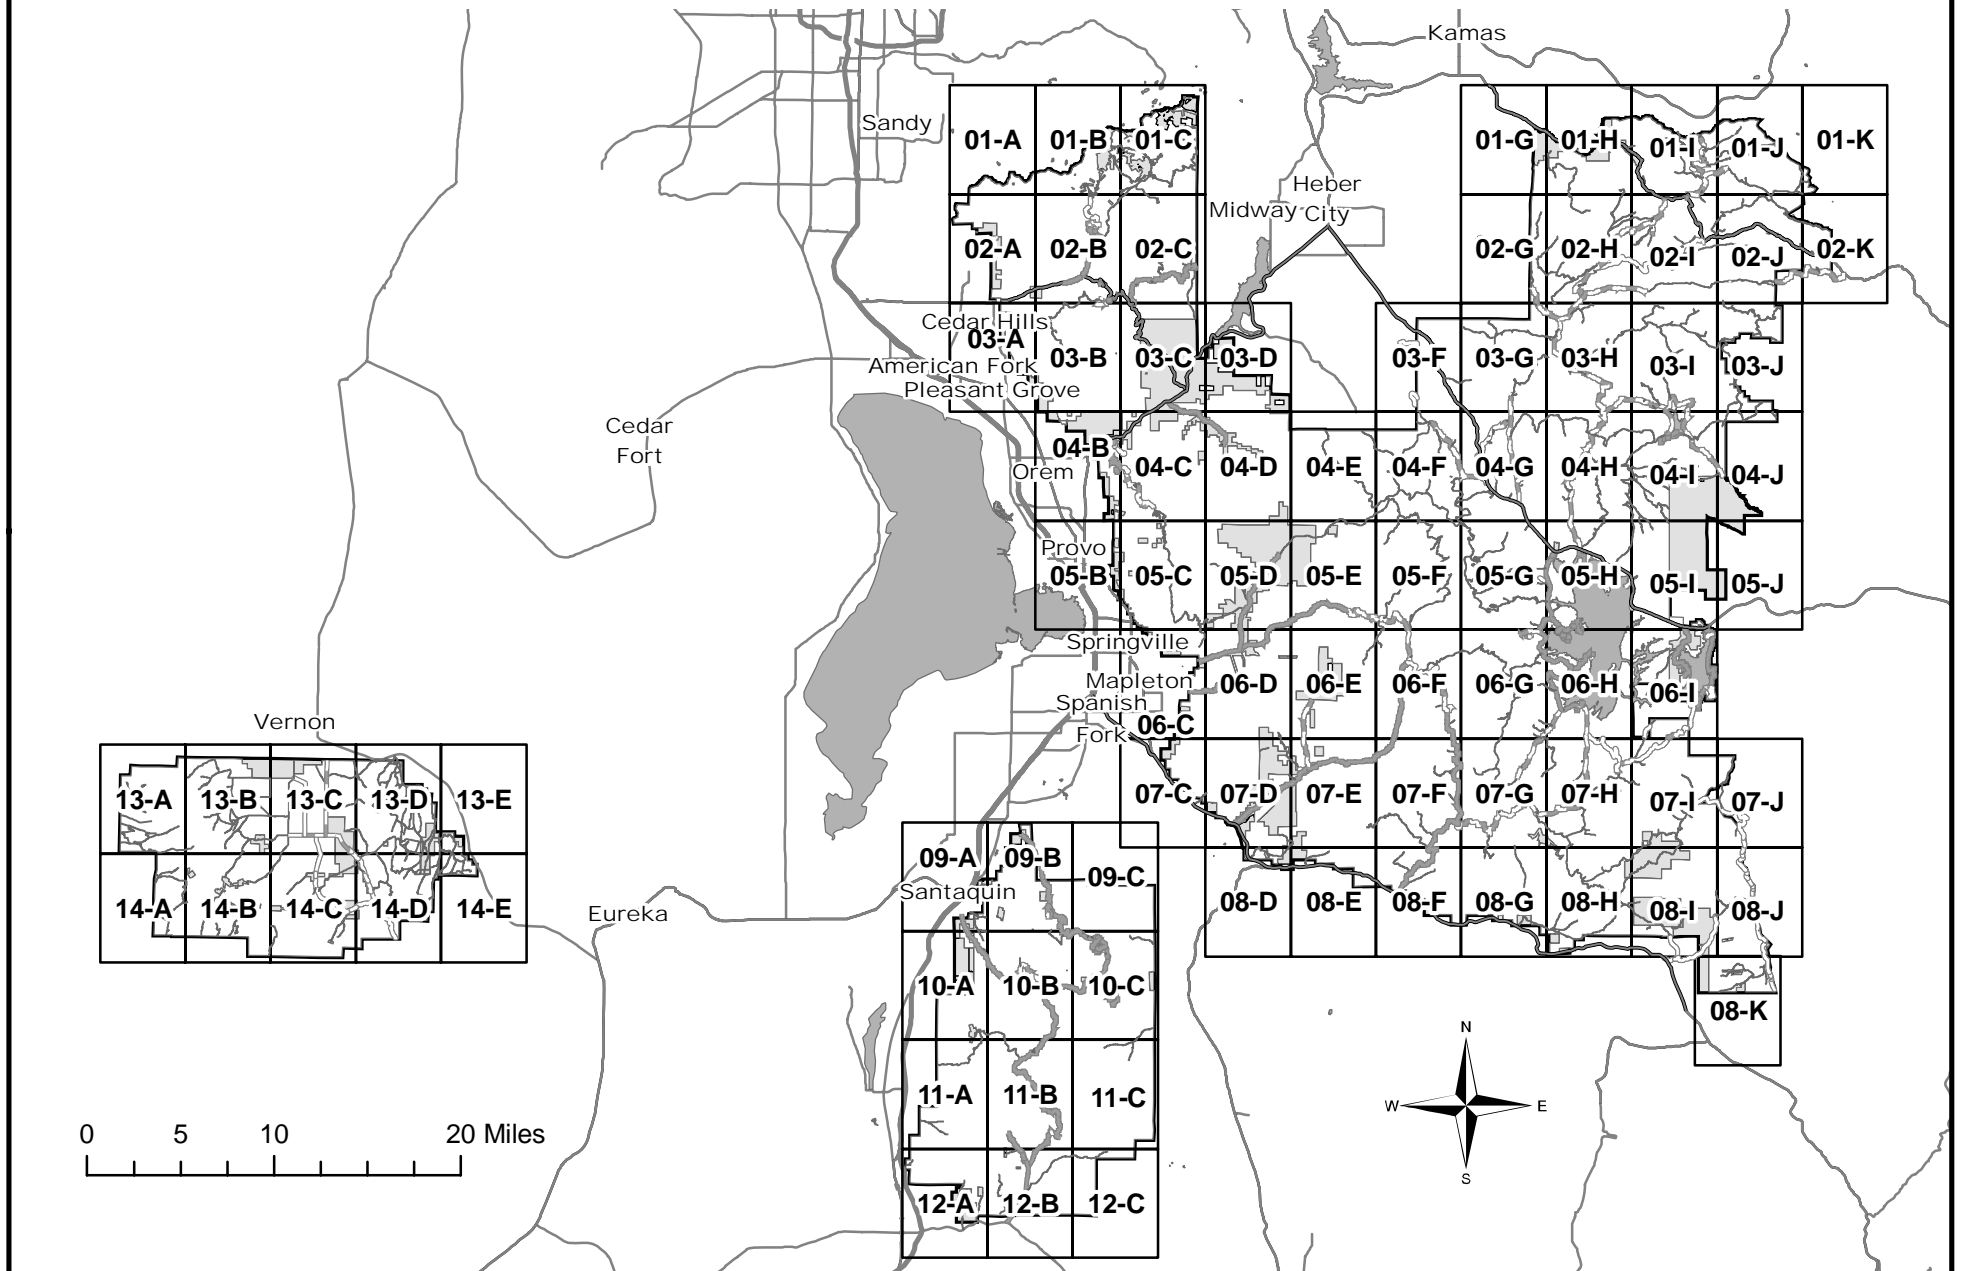 Kamas
Sandy
01-A 01-B 01-C 01-G 01-H 01-I 01-J 01-K
Heber
Midway City
02-A 02-B 02-C 02-G 02-H 02-I 02-J 02-K
Cedar Hills
03-A 03-B 03-C 03-D 03-F 03-G 03-H 03-I 03-J
American Fork
Pleasant Grove
Cedar
Fort
04-B 04-C 04-D 04-E 04-F 04-G 04-H 04-I 04-J
Orem
Provo
05-B 05-C 05-D 05-E 05-F 05-G 05-H 05-I 05-J
Springville
Mapleton
06-C 06-D 06-E 06-F 06-G 06-H 06-I
Spanish
Fork
Vernon
07-C 07-D 07-E 07-F 07-G 07-H 07-I 07-J
13-A 13-B 13-C 13-D 13-E
09-A 09-B 09-C
Santaquin
14-A 14-B 14-C 14-D 14-E
Eureka
08-D 08-E 08-F 08-G 08-H 08-I 08-J
10-A 10-B 10-C
08-K
11-A 11-B 11-C
N
W E
S
0 5 10 20 Miles
12-A 12-B 12-C